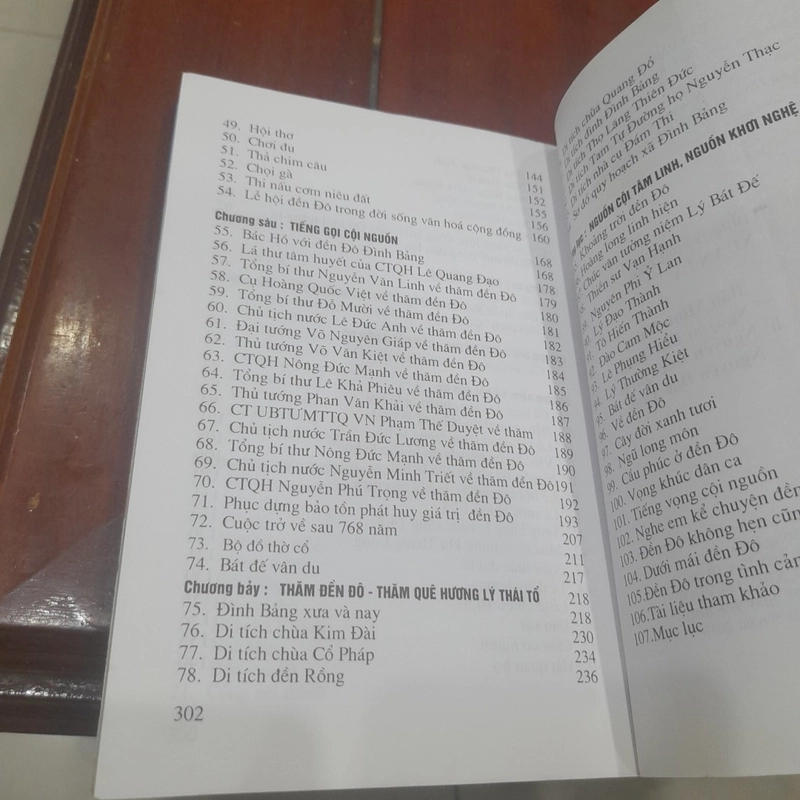 49. Hội thơ
50. Chơi đu 144
51. Thả chim câu 151
52. Chọi gà 152
53. Thi nấu cơm niêu đất 155
54. Lễ hội đền Đô trong đời sống văn hoá cộng đồng 156
160
Chương sáu : TIẾNG GỌI CỘI NGUỒN
55. Bác Hồ với đền Đô Đình Bảng 168
56. Lá thư tâm huyết của CTQH Lê Quang Đạo 168
57. Tổng bí thư Nguyễn Văn Linh về thăm đền Đô 178
58. Cụ Hoàng Quốc Việt về thăm đền Đô 179
59. Tổng bí thư Đỗ Mười về thăm đền Đô 180
60. Chủ tịch nước Lê Đức Anh về thăm đền Đô 181
61. Đại tướng Võ Nguyên Giáp về thăm đền Đô 182
62. Thủ tướng Võ Văn Kiệt về thăm đền Đô 183
63. CTQH Nông Đức Mạnh về thăm đền Đô 184
64. Tổng bí thư Lê Khả Phiêu về thăm đền Đô 185
65. Thủ tướng Phan Văn Khải về thăm đền Đô 186
66. CT UBTƯMTTQ VN Phạm Thế Duyệt về thăm 187
67. Chủ tịch nước Trần Đức Lương về thăm đền Đô 188
68. Tổng bí thư Nông Đức Mạnh về thăm đền Đô 189
190
69. Chủ tịch nước Nguyễn Minh Triết về thăm đền Đô 191
70. CTQH Nguyễn Phú Trọng về thăm đền Đô 192
71. Phục dựng bảo tồn phát huy giá trị đền Đô 193
72. Cuộc trở về sau 768 năm 207
73. Bộ đồ thờ cổ 211
74. Bát đế vân du 217
Chương bảy : THĂM ĐỀN ĐÔ - THĂM QUÊ HƯƠNG LÝ THÁI TỔ 218
75. Đình Bảng xưa và nay 218
76. Di tích chùa Kim Đài 230
77. Di tích chùa Cổ Pháp 234
78. Di tích đền Rồng 236
302
Di tích chùa Quang Đỏ
Di tích đình Đình Bảng
Di tích Thọ Lăng Thiên Đức
Di tích Tam Tư Đường họ Nguyễn Thạc
Di tích nhà cụ Đám Thi
Sơ đồ quy hoạch xã Đình Bảng
NGUỒN CỘI TÂM LINH, NGUỒN KHƠI NGHỆ
Khoảng trời đền Đô
Hoàng long linh hiện
Chúc văn tưởng niệm Lý Bát Đế
Thiền sư Vạn Hạnh
Nguyên Phi Ỷ Lan
Lý Đạo Thành
91. Tô Hiến Thành
92. Đào Cam Mộc
93. Lê Phụng Hiểu
94. Lý Thường Kiệt
95. Bát đế vân du
96. Về đền Đô
97. Cây đời xanh tươi
98. Ngũ long môn
99. Cầu phúc ở đền Đô
100. Vọng khúc dân ca
101. Tiếng vọng cội nguồn
102. Nghe em kể chuyện đền
103. Đền Đô không hẹn cũn
104. Dưới mái đền Đô
105. Đền Đô trong tình cảm
106. Tài liệu tham khảo
107. Mục lục